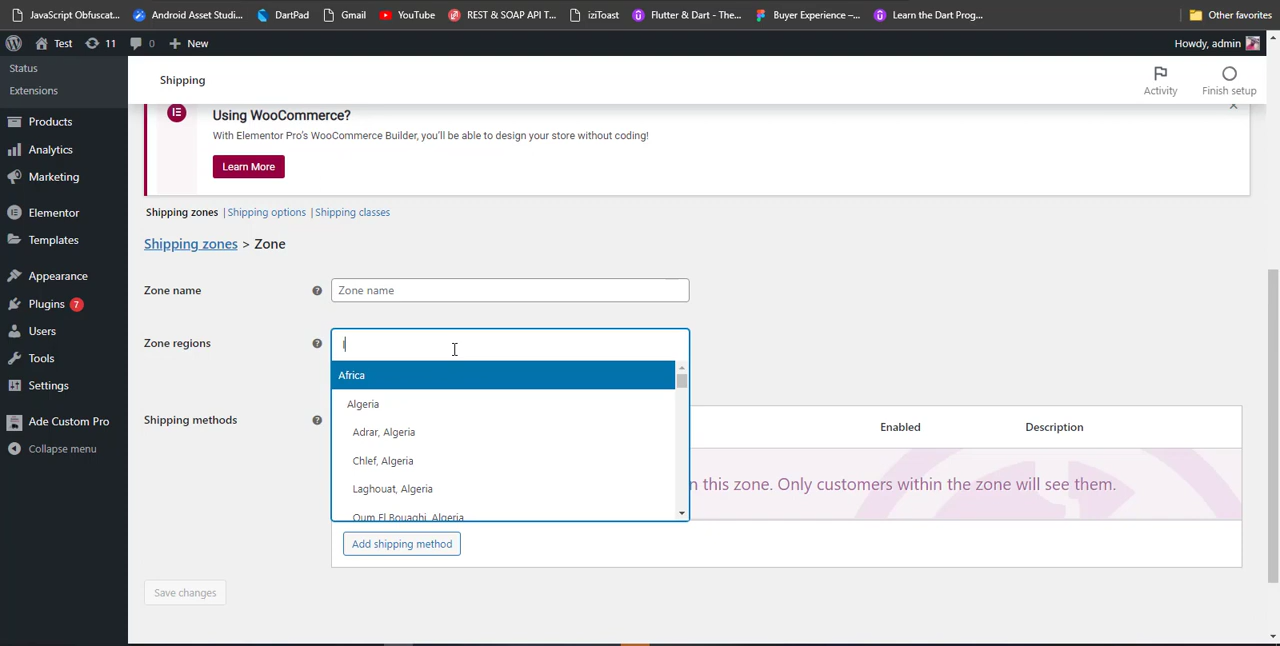 JavaScript Obfuscat... Android Asset Studi... DartPad Gmail YouTube REST & SOAP API T... iziToast Flutter & Dart - The... Buyer Experience –... Learn the Dart Prog... Other favorites
Test 11 0 New Howdy, admin
Status
Extensions
Products
Analytics
Marketing
Elementor
Templates
Appearance
Plugins 7
Users
Tools
Settings
Ade Custom Pro
Collapse menu
Shipping
Activity
Finish setup
Using WooCommerce?
With Elementor Pro's WooCommerce Builder, you'll be able to design your store without coding!
Learn More
Shipping zones | Shipping options | Shipping classes
Shipping zones > Zone
Zone name
Zone name
Zone regions
Africa
Algeria
Adrar, Algeria
Chlef, Algeria
Laghouat, Algeria
Oum El Bouaghi, Algeria
Shipping methods
Enabled Description
n this zone. Only customers within the zone will see them.
Add shipping method
Save changes